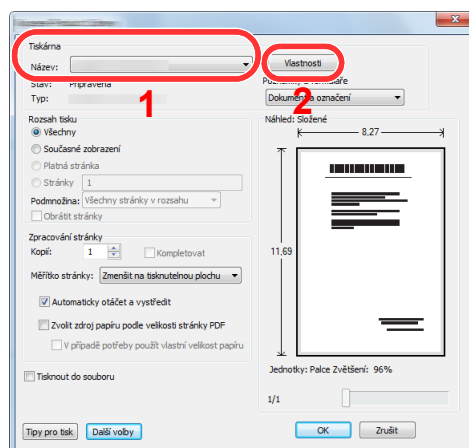 Tiskárna
Název:
Vlastnosti
Stav: Připravena
Typ:
1
2
Poznámky a formuláře
Dokument a označení
Rozsah tisku
Všechny
Současné zobrazení
Platná stránka
Stránky 1
Podmnožina: Všechny stránky v rozsahu
Obrátit stránky
Zpracování stránky
Kopií: 1 Kompletovat
Měřítko stránky: Zmenšit na tisknutelnou plochu
Automaticky otáčet a vystředit
Zvolit zdroj papíru podle velikosti stránky PDF
V případě potřeby použít vlastní velikost papíru
Tisknout do souboru
Náhled: Složené
8,27
11,69
Jednotky: Palce Zvětšení: 96%
1/1
Tipy pro tisk Další volby
OK Zrušit